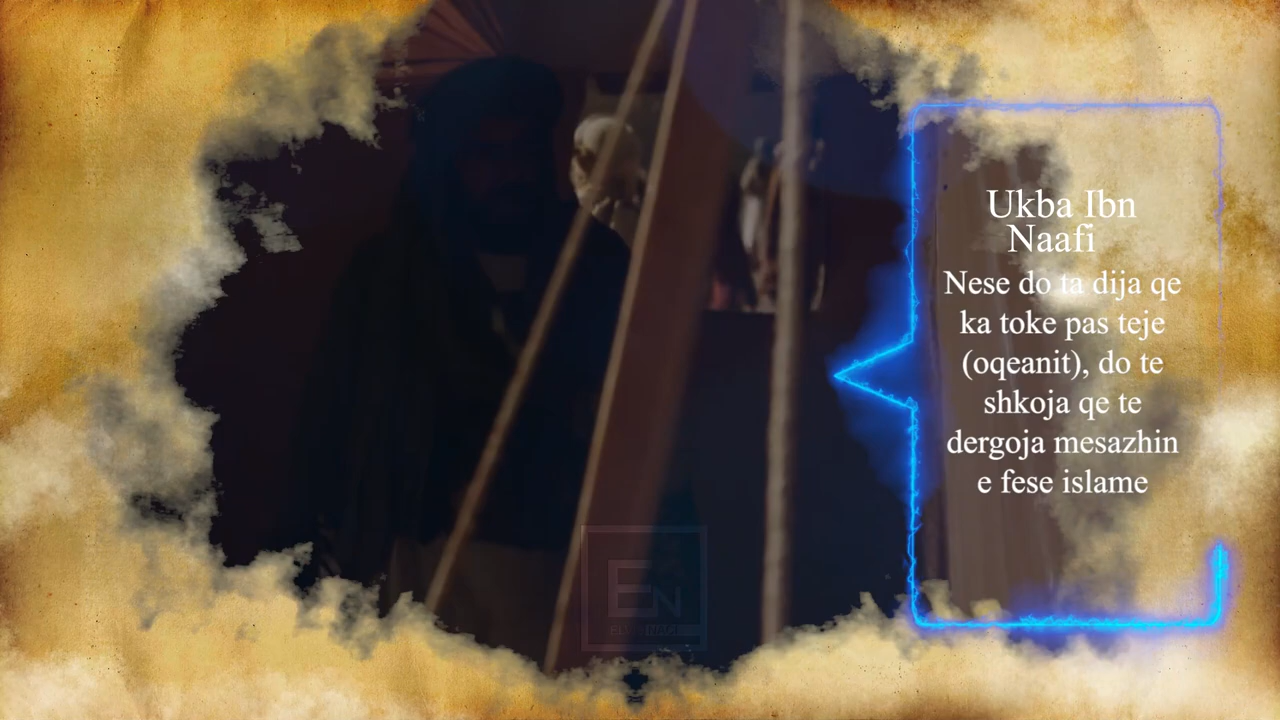 Ukba Ibn
Naafi
Nese do ta dija qe
ka toke pas teje
(oqeanit), do te
shkoja qe te
dergoja mesazhin
e fese islame
EN